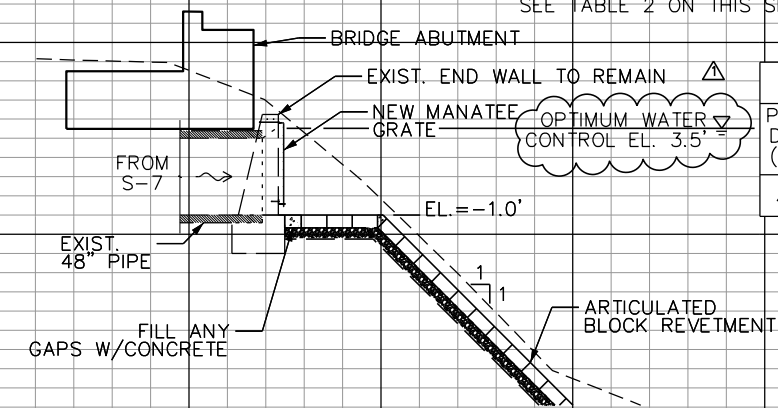 SEE TABLE 2 ON THIS
BRIDGE ABUTMENT
EXIST. END WALL TO REMAIN
1
NEW MANATEE
GRATE
OPTIMUM WATER
CONTROL EL. 3.5'
FROM
S-7
EL.=-1.0'
EXIST.
48" PIPE
1
1
ARTICULATED
BLOCK REVETMENT
FILL ANY
GAPS W/CONCRETE